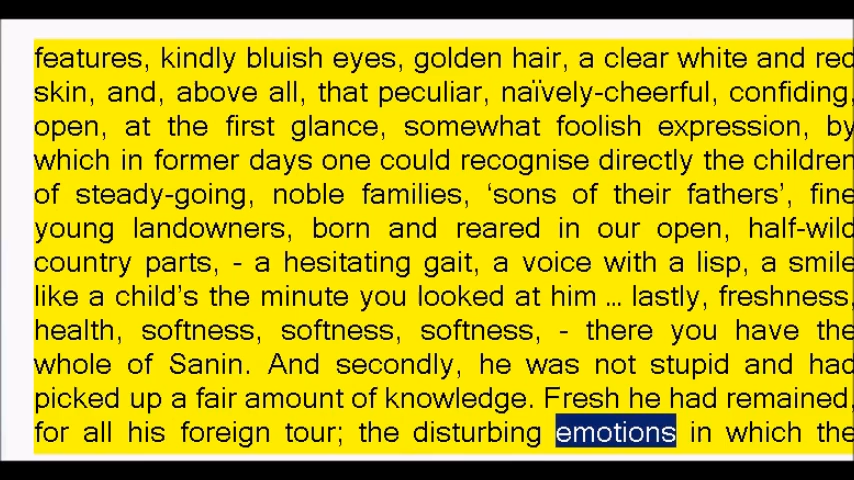 features, kindly bluish eyes, golden hair, a clear white and red
skin, and, above all, that peculiar, naïvely-cheerful, confiding,
open, at the first glance, somewhat foolish expression, by
which in former days one could recognise directly the children
of steady-going, noble families, ‘sons of their fathers’, fine
young landowners, born and reared in our open, half-wild
country parts, - a hesitating gait, a voice with a lisp, a smile
like a child’s the minute you looked at him ... lastly, freshness,
health, softness, softness, softness, - there you have the
whole of Sanin. And secondly, he was not stupid and had
picked up a fair amount of knowledge. Fresh he had remained,
for all his foreign tour; the disturbing emotions in which the